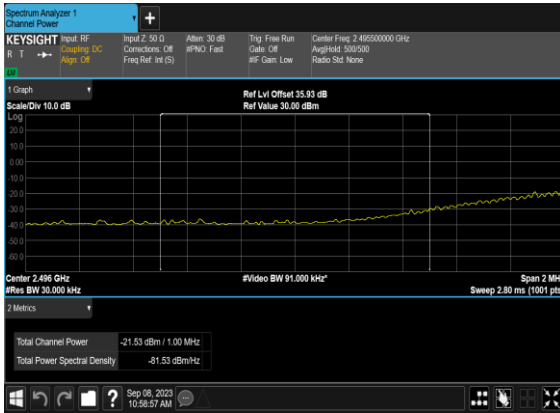 Spectrum Analyzer 1
Channel Power
KEYSIGHT
R T
Input: RF
Coupling: DC
Align: Off
Input Z: 50 Ω
Corrections: Off
Freq Ref: Int (S)
Atten: 30 dB
#PNO: Fast
Trig: Free Run
Gate: Off
#IF Gain: Low
Center Freq: 2.495500000 GHz
Avg|Hold: 500/500
Radio Std: None
1 Graph
Scale/Div 10.0 dB
Ref Lvl Offset 35.93 dB
Ref Value 30.00 dBm
Log
20.0
10.0
0.00
-10.0
-20.0
-30.0
-40.0
-50.0
-60.0
Center 2.496 GHz
#Video BW 91.000 kHz*
Span 2 MH
#Res BW 30.000 kHz
Sweep 2.80 ms (1001 pts
2 Metrics
Total Channel Power
-21.53 dBm / 1.00 MHz
Total Power Spectral Density
-81.53 dBm/Hz
?
Sep 08, 2023
10:58:57 AM